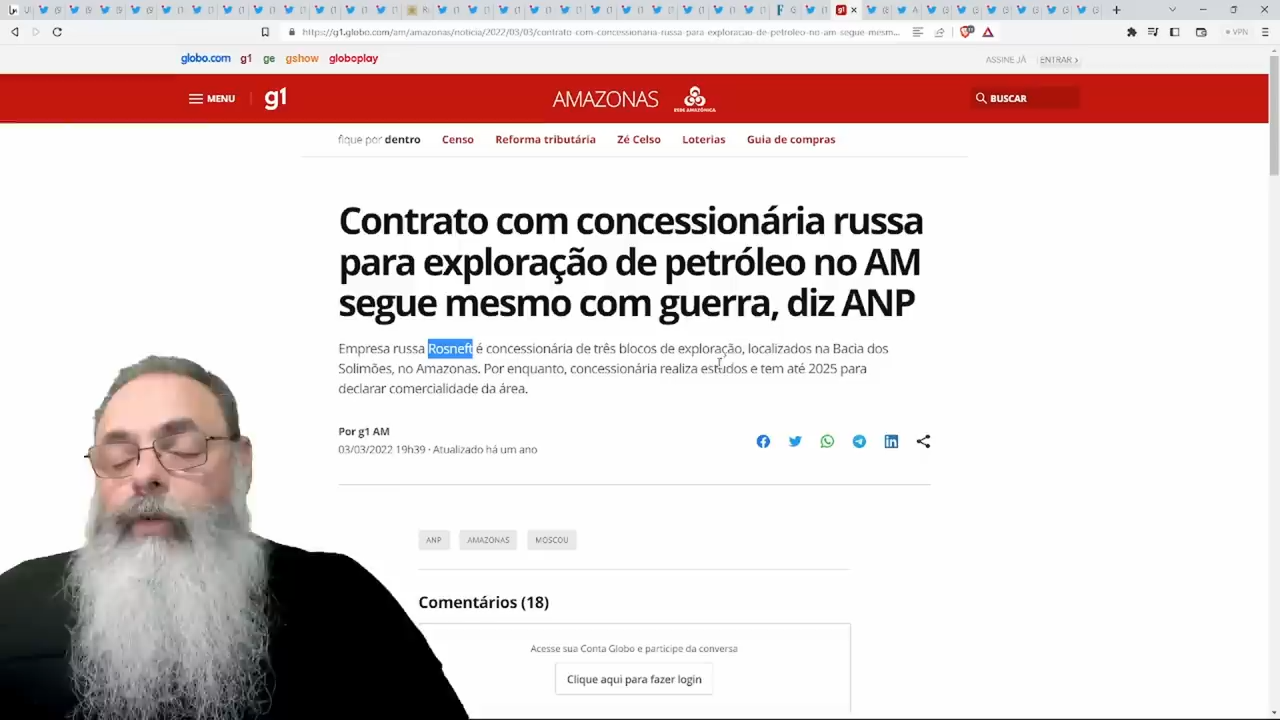 https://g1.globo.com/am/amazonas/noticia/2022/03/03/contrato-com-concessionaria-russa-para-exploracao-de-petroleo-no-am-segue-mesm...
VPN
globo.com g1 ge gshow globoplay
ASSINE JÁ ENTRAR ›
MENU g1 AMAZONAS REDE AMAZÔNICA BUSCAR
fique por dentro Censo Reforma tributária Zé Celso Loterias Guia de compras
Contrato com concessionária russa
para exploração de petróleo no AM
segue mesmo com guerra, diz ANP
Empresa russa Rosneft é concessionária de três blocos de exploração, localizados na Bacia dos
Solimões, no Amazonas. Por enquanto, concessionária realiza estudos e tem até 2025 para
declarar comercialidade da área.
Por g1 AM
03/03/2022 19h39 · Atualizado há um ano
ANP AMAZONAS MOSCOU
Comentários (18)
Acesse sua Conta Globo e participe da conversa
Clique aqui para fazer login